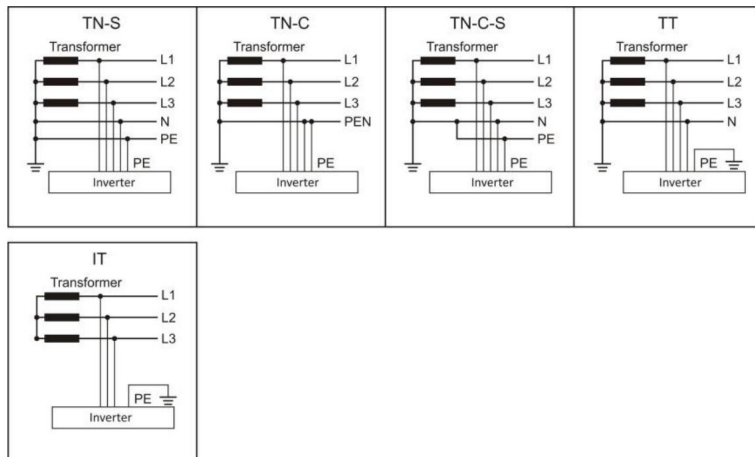 TN-S
Transformer
L1
L2
L3
N
PE
PE
Inverter
TN-C
Transformer
L1
L2
L3
PEN
PE
Inverter
TN-C-S
Transformer
L1
L2
L3
N
PE
PE
Inverter
TT
Transformer
L1
L2
L3
N
PE
Inverter
IT
Transformer
L1
L2
L3
PE
Inverter